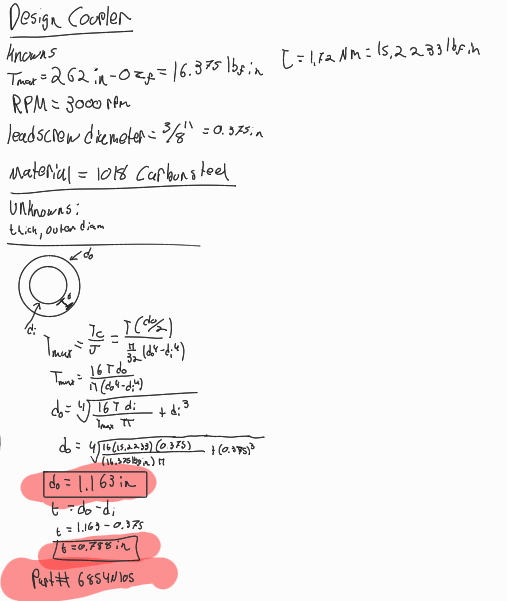 Design Coupler
Knowns
Tmax = 262 in-ozf = 16.375 lbf in
τ = 1.72 NM = 15.2233 lbf in
RPM = 3000 rpm
leadscrew diameter = 3/8" = 0.375 in
Material = 1018 Carbon steel
Unknowns:
thick, outer diam
do
t
di
Tmax = Tc/J = T(do/2) / π/32 (do⁴-di⁴)
Tmax = 16 T do / π(do⁴-di⁴)
do = ⁴√(16 T di / τmax π + di³)
do = ⁴√(16(15.2233)(0.375) / (16.375 lbf in) π + (0.375)³)
do = 1.163 in
t = do - di
t = 1.163 - 0.375
t = 0.788 in
Part# 6854N105